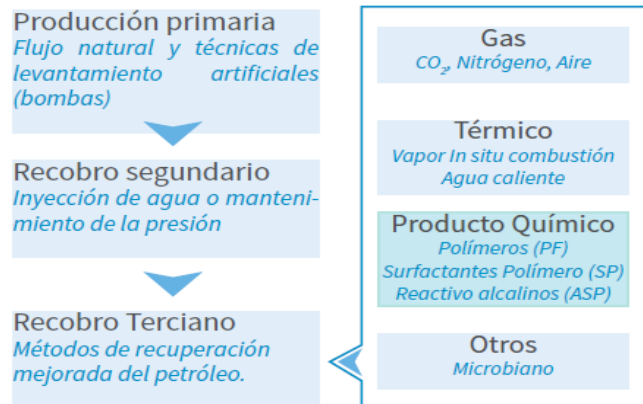 Producción primaria
Flujo natural y técnicas de
levantamiento artificiales
(bombas)
Recobro segundario
Inyección de agua o manteni-
miento de la presión
Recobro Terciano
Métodos de recuperación
mejorada del petróleo.
Gas
CO₂, Nitrógeno, Aire
Térmico
Vapor In situ combustión
Agua caliente
Producto Químico
Polímeros (PF)
Surfactantes Polímero (SP)
Reactivo alcalinos (ASP)
Otros
Microbiano